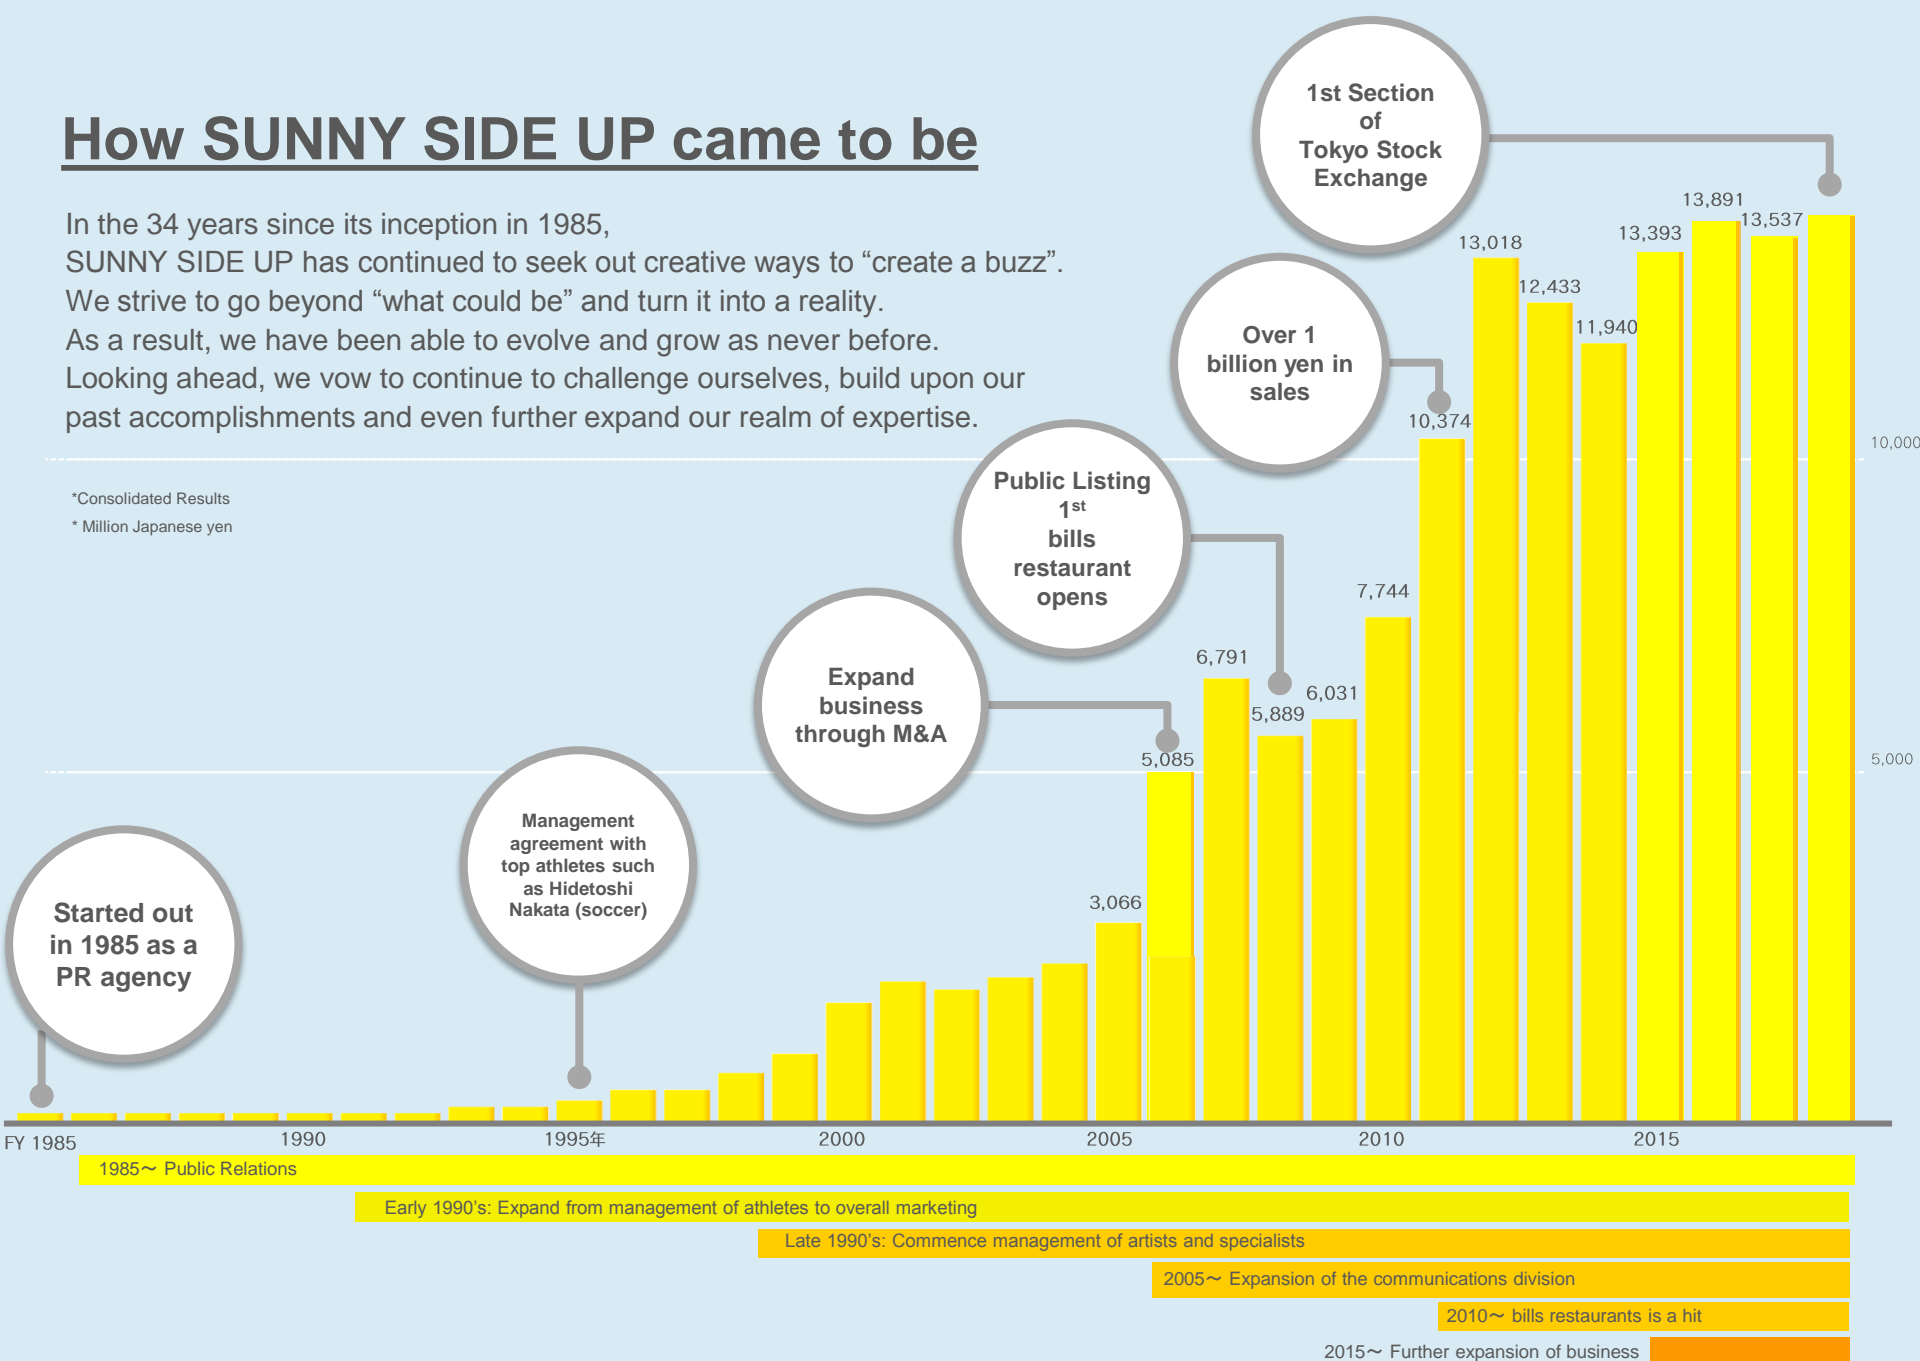 How SUNNY SIDE UP came to be
In the 34 years since its inception in 1985,
SUNNY SIDE UP has continued to seek out creative ways to “create a buzz”.
We strive to go beyond “what could be” and turn it into a reality.
As a result, we have been able to evolve and grow as never before.
Looking ahead, we vow to continue to challenge ourselves, build upon our
past accomplishments and even further expand our realm of expertise.
*Consolidated Results
* Million Japanese yen
Started out
in 1985 as a
PR agency
Management
agreement with
top athletes such
as Hidetoshi
Nakata (soccer)
Expand
business
through M&A
Public Listing
1st
bills
restaurant
opens
Over 1
billion yen in
sales
1st Section
of
Tokyo Stock
Exchange
3,066
5,085
6,791
5,889
6,031
7,744
10,374
13,018
12,433
11,940
13,393
13,891
13,537
10,000
5,000
FY 1985
1990
1995年
2000
2005
2010
2015
1985～ Public Relations
Early 1990's: Expand from management of athletes to overall marketing
Late 1990's: Commence management of artists and specialists
2005～ Expansion of the communications division
2010～ bills restaurants is a hit
2015～ Further expansion of business